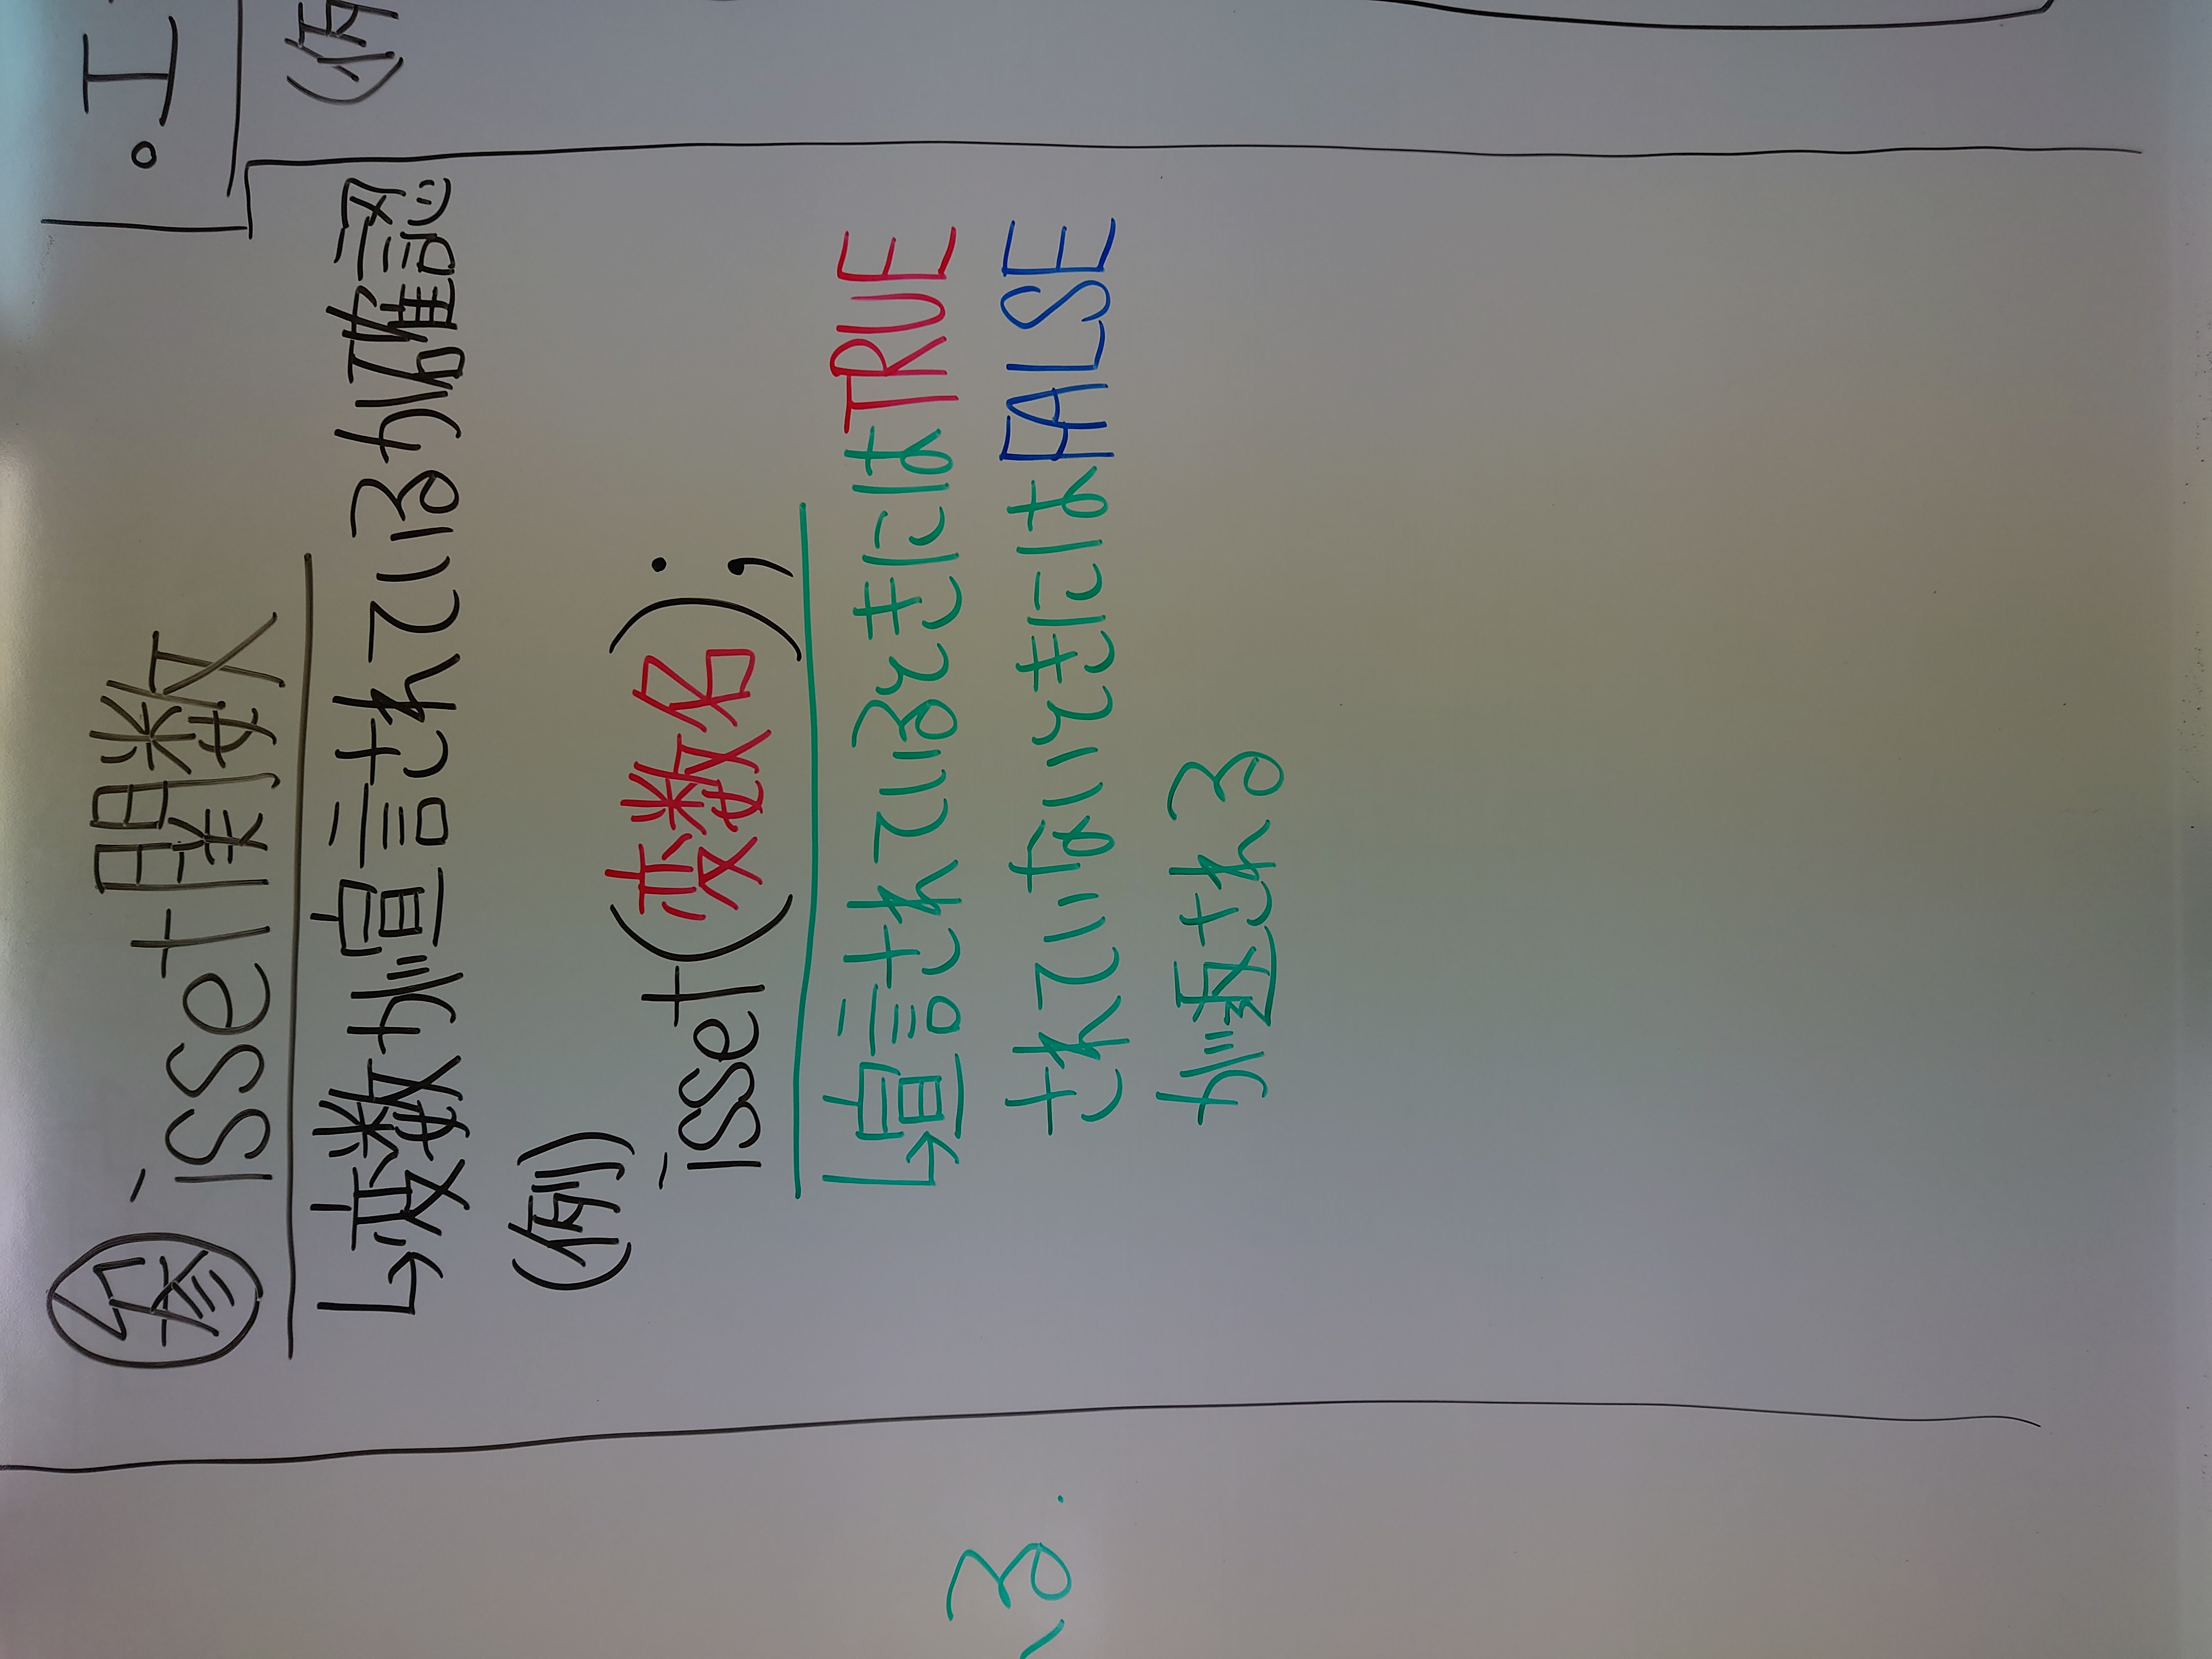 参 isset関数
↳変数が宣言されているか確認
(例)
isset(変数名);
↳宣言されているときにはTRUE
されていないときにはFALSE
が返される
る.
・エ
(例